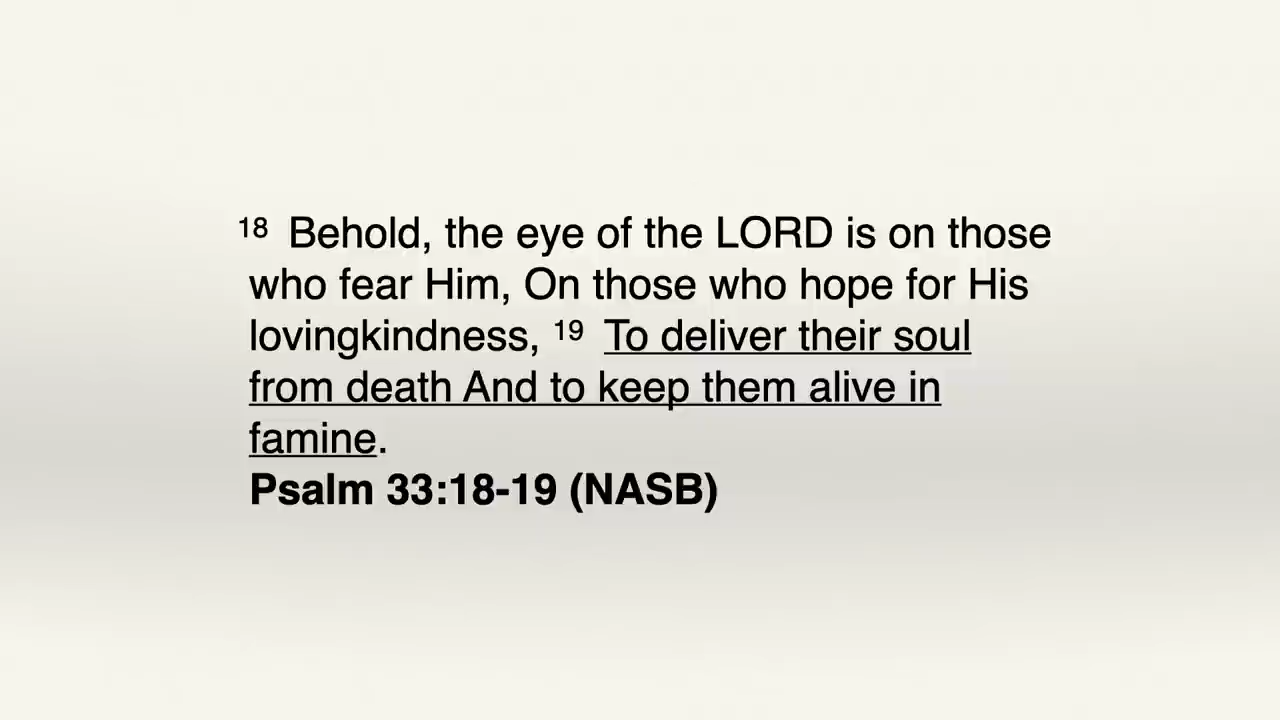 18 Behold, the eye of the LORD is on those
who fear Him, On those who hope for His
lovingkindness, 19 To deliver their soul
from death And to keep them alive in
famine.
Psalm 33:18-19 (NASB)